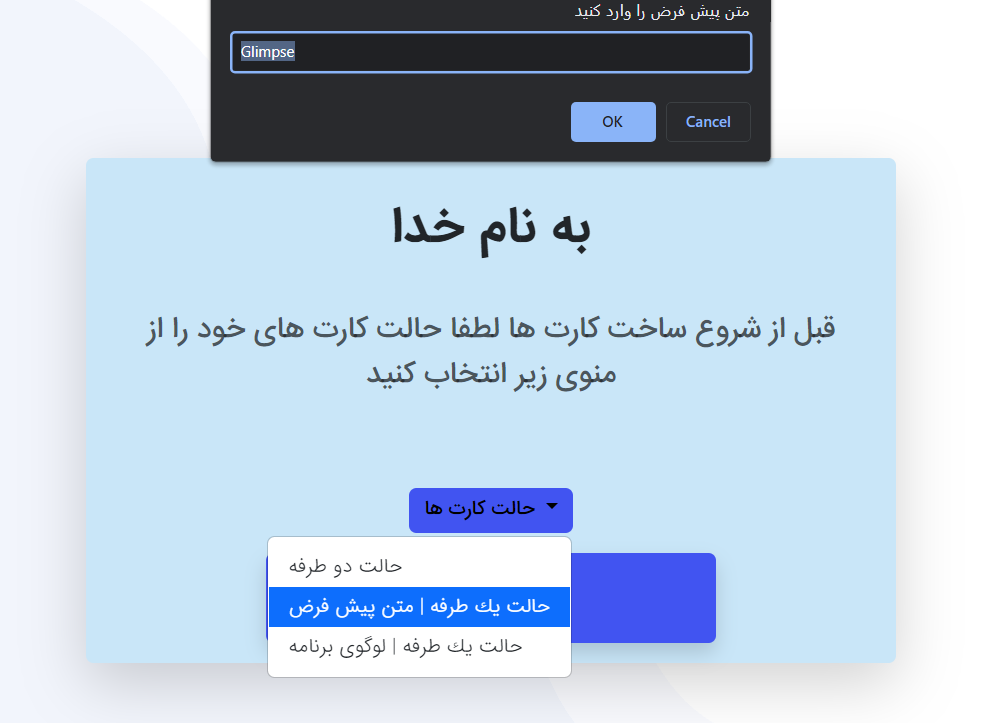 متن پیش فرض را وارد کنید
Glimpse
OK
Cancel
به نام خدا
قبل از شروع ساخت کارت ها لطفا حالت کارت های خود را از
منوی زیر انتخاب کنید
حالت کارت ها
حالت دو طرفه
حالت يك طرفه | متن پیش فرض
حالت يك طرفه | لوگوی برنامه